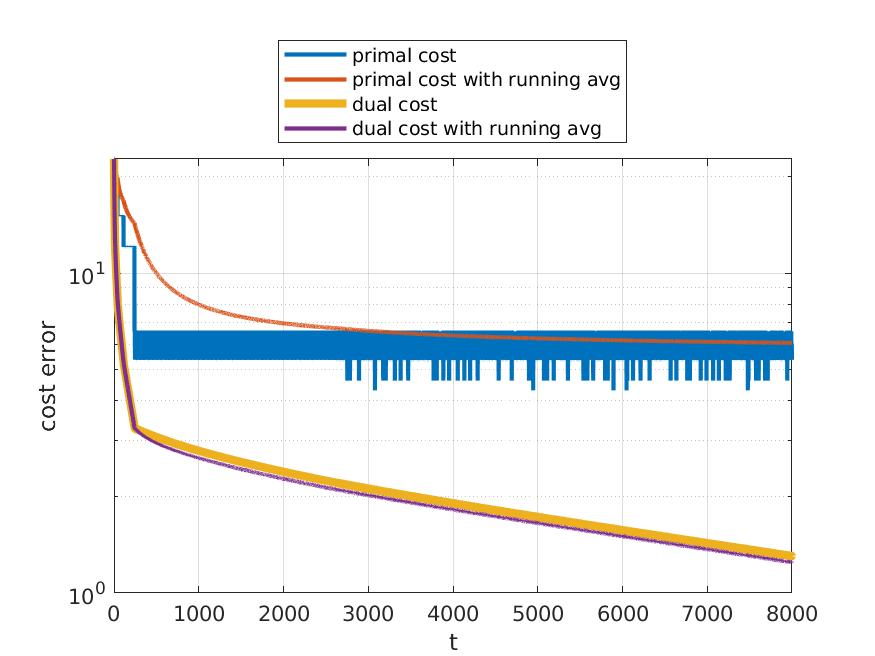 primal cost
primal cost with running avg
dual cost
dual cost with running avg
cost error
10^1
10^0
0 1000 2000 3000 4000 5000 6000 7000 8000
t